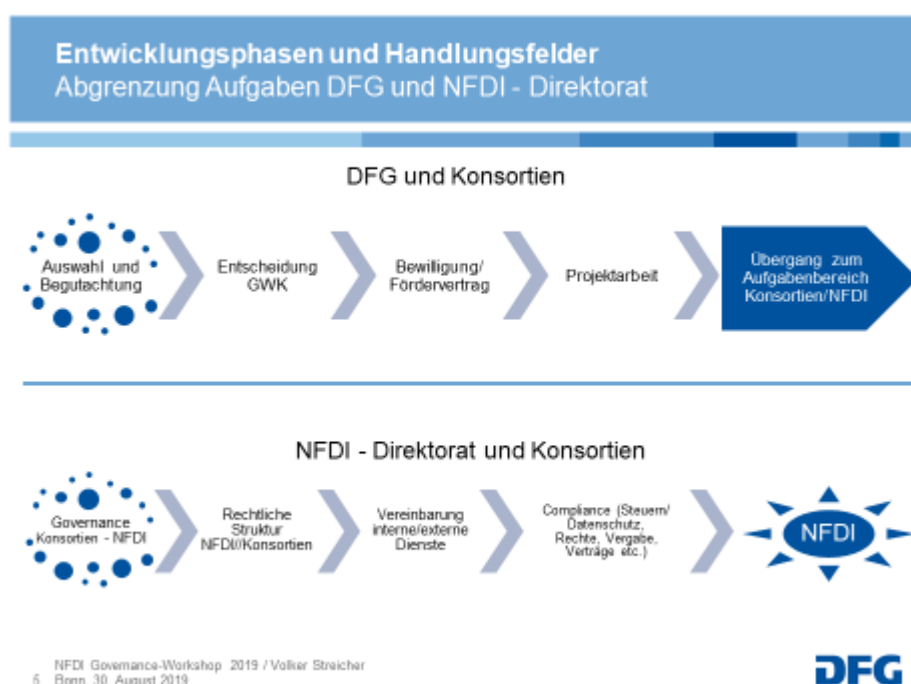 Entwicklungsphasen und Handlungsfelder
Abgrenzung Aufgaben DFG und NFDI - Direktorat
DFG und Konsortien
Auswahl und
Begutachtung
Entscheidung
GWK
Bewilligung/
Fördervertrag
Projektarbeit
Übergang zum
Aufgabenbereich
Konsortien/NFDI
NFDI - Direktorat und Konsortien
Governance
Konsortien - NFDI
Rechtliche
Struktur
NFDI//Konsortien
Vereinbarung
interne/externe
Dienste
Compliance (Steuern/
Datenschutz,
Rechte, Vergabe,
Verträge etc.)
NFDI
NFDI Governance-Workshop 2019 / Volker Streicher
5 Bonn, 30. August 2019
DFG